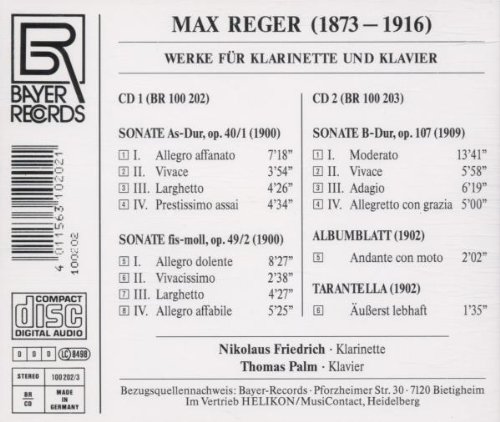 BAYER
RECORDS
4 011563 102021
100202
COMPACT
disc
DIGITAL AUDIO
D D D
LC 8498
STEREO
100 202/3
BR
CD
MADE IN
GERMANY
MAX REGER (1873–1916)
WERKE FÜR KLARINETTE UND KLAVIER
CD 1 (BR 100 202)
SONATE As-Dur, op. 40/1 (1900)
1 I. Allegro affanato 7'18"
2 II. Vivace 3'54"
3 III. Larghetto 4'26"
4 IV. Prestissimo assai 4'34"
SONATE fis-moll, op. 49/2 (1900)
5 I. Allegro dolente 8'27"
6 II. Vivacissimo 2'38"
7 III. Larghetto 4'27"
8 IV. Allegro affabile 5'25"
CD 2 (BR 100 203)
SONATE B-Dur, op. 107 (1909)
1 I. Moderato 13'41"
2 II. Vivace 5'58"
3 III. Adagio 6'19"
4 IV. Allegretto con grazia 5'00"
ALBUMBLATT (1902)
5 Andante con moto 2'02"
TARANTELLA (1902)
6 Äußerst lebhaft 1'35"
Nikolaus Friedrich · Klarinette
Thomas Palm · Klavier
Bezugsquellennachweis: Bayer-Records · Pforzheimer Str. 30 · 7120 Bietigheim
Im Vertrieb HELIKON/MusiContact, Heidelberg